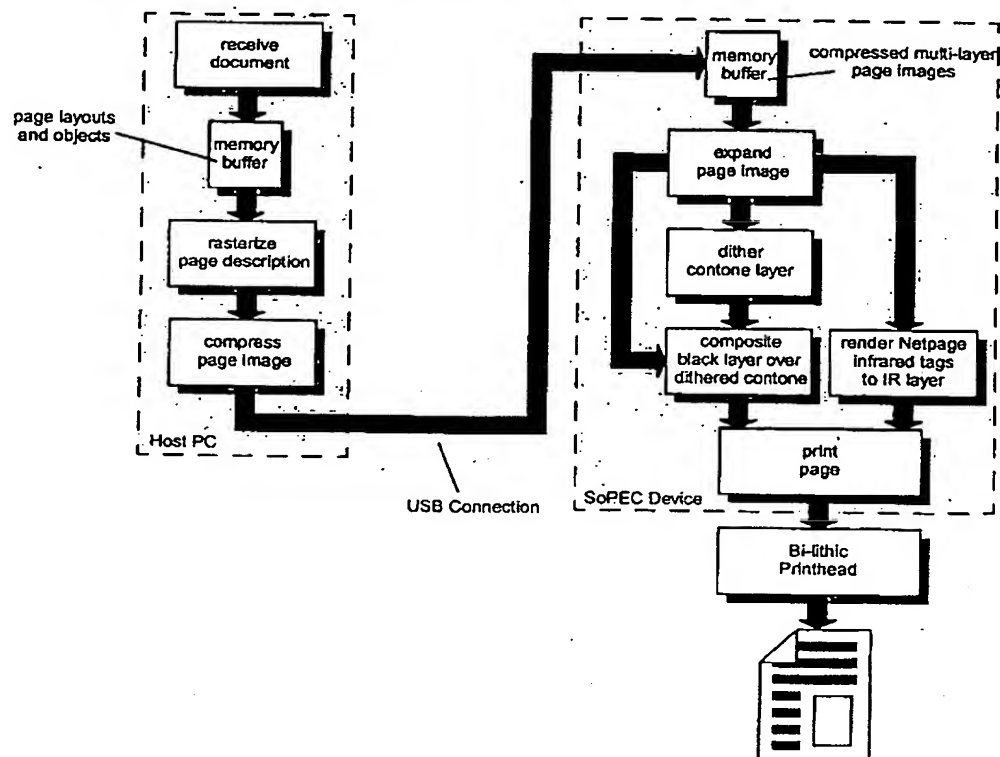 receive
document
page layouts
and objects
memory
buffer
rasterize
page description
compress
page image
Host PC
USB Connection
memory
buffer
compressed multi-layer
page images
expand
page image
dither
contone layer
composite
black layer over
dithered contone
render Netpage
infrared tags
to IR layer
print
page
SoPEC Device
Bi-lithic
Printhead